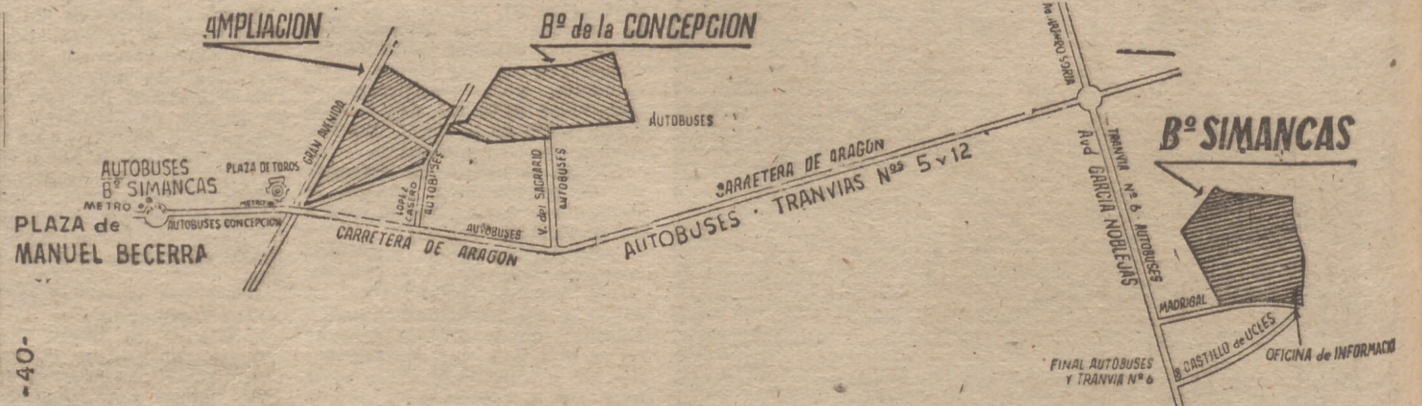 AMPLIACION
Bº de la CONCEPCION
AUTOBUSES
GRAN AVENIDA
AUTOBUSES
Bº SIMANCAS
PLAZA DE TOROS
METRO
METRO
PLAZA de
MANUEL BECERRA
AUTOBUSES CONCEPCION
LOPEZ
CASERO
AUTOBUSES
CARRETERA DE ARAGON
AUTOBUSES
V. del SAGRARIO
AUTOBUSES
CARRETERA DE ARAGON
AUTOBUSES · TRANVIAS Nos 5 y 12
TRANVIA Nº 6 · AUTOBUSES
Avd GARCIA NOBLEJAS
Bº SIMANCAS
MADRIGAL
CASTILLO de UCLES
OFICINA de INFORMACI
FINAL AUTOBUSES
Y TRANVIA Nº 6
-40-